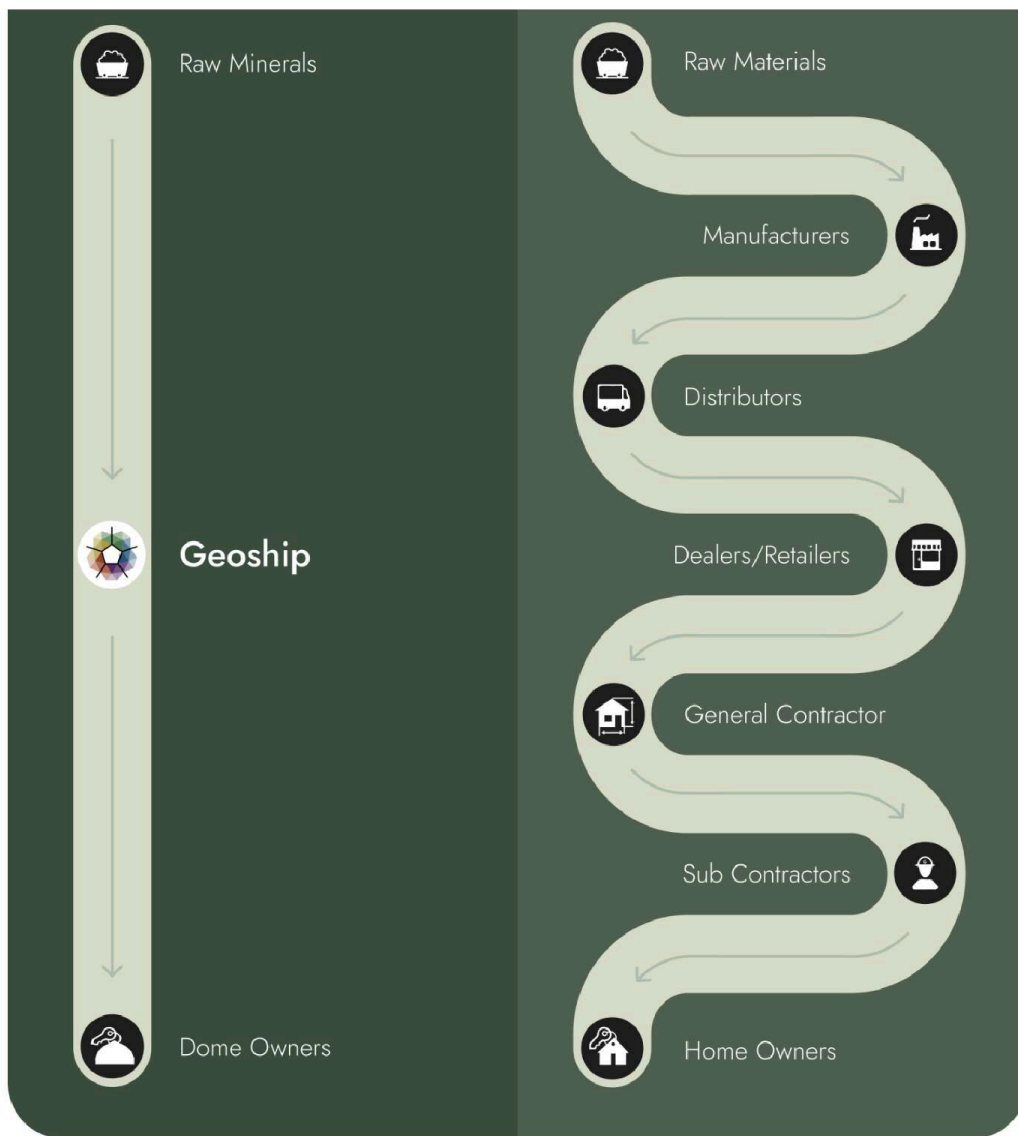 Raw Minerals
Geoship
Dome Owners
Raw Materials
Manufacturers
Distributors
Dealers/Retailers
General Contractor
Sub Contractors
Home Owners